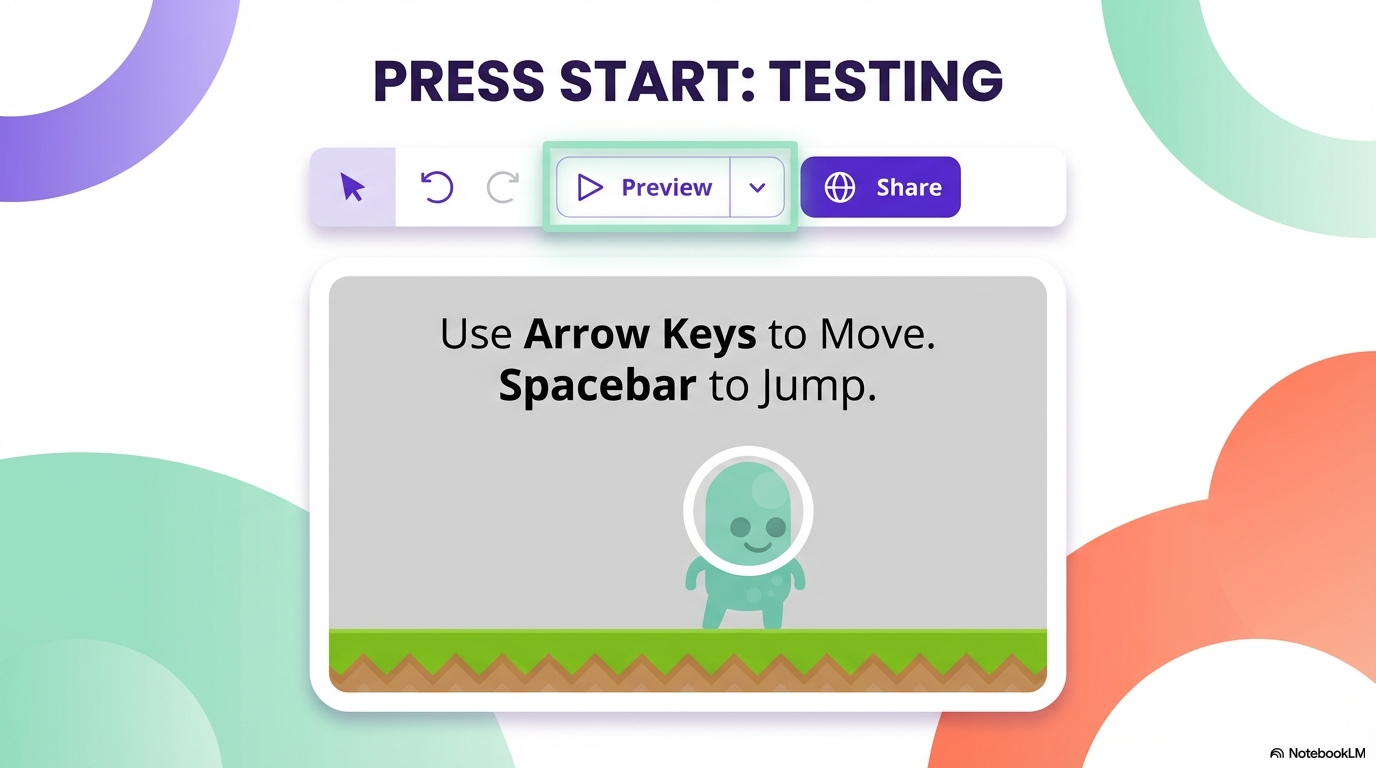 PRESS START: TESTING
Preview
Share
Use Arrow Keys to Move.
Spacebar to Jump.
NotebookLM